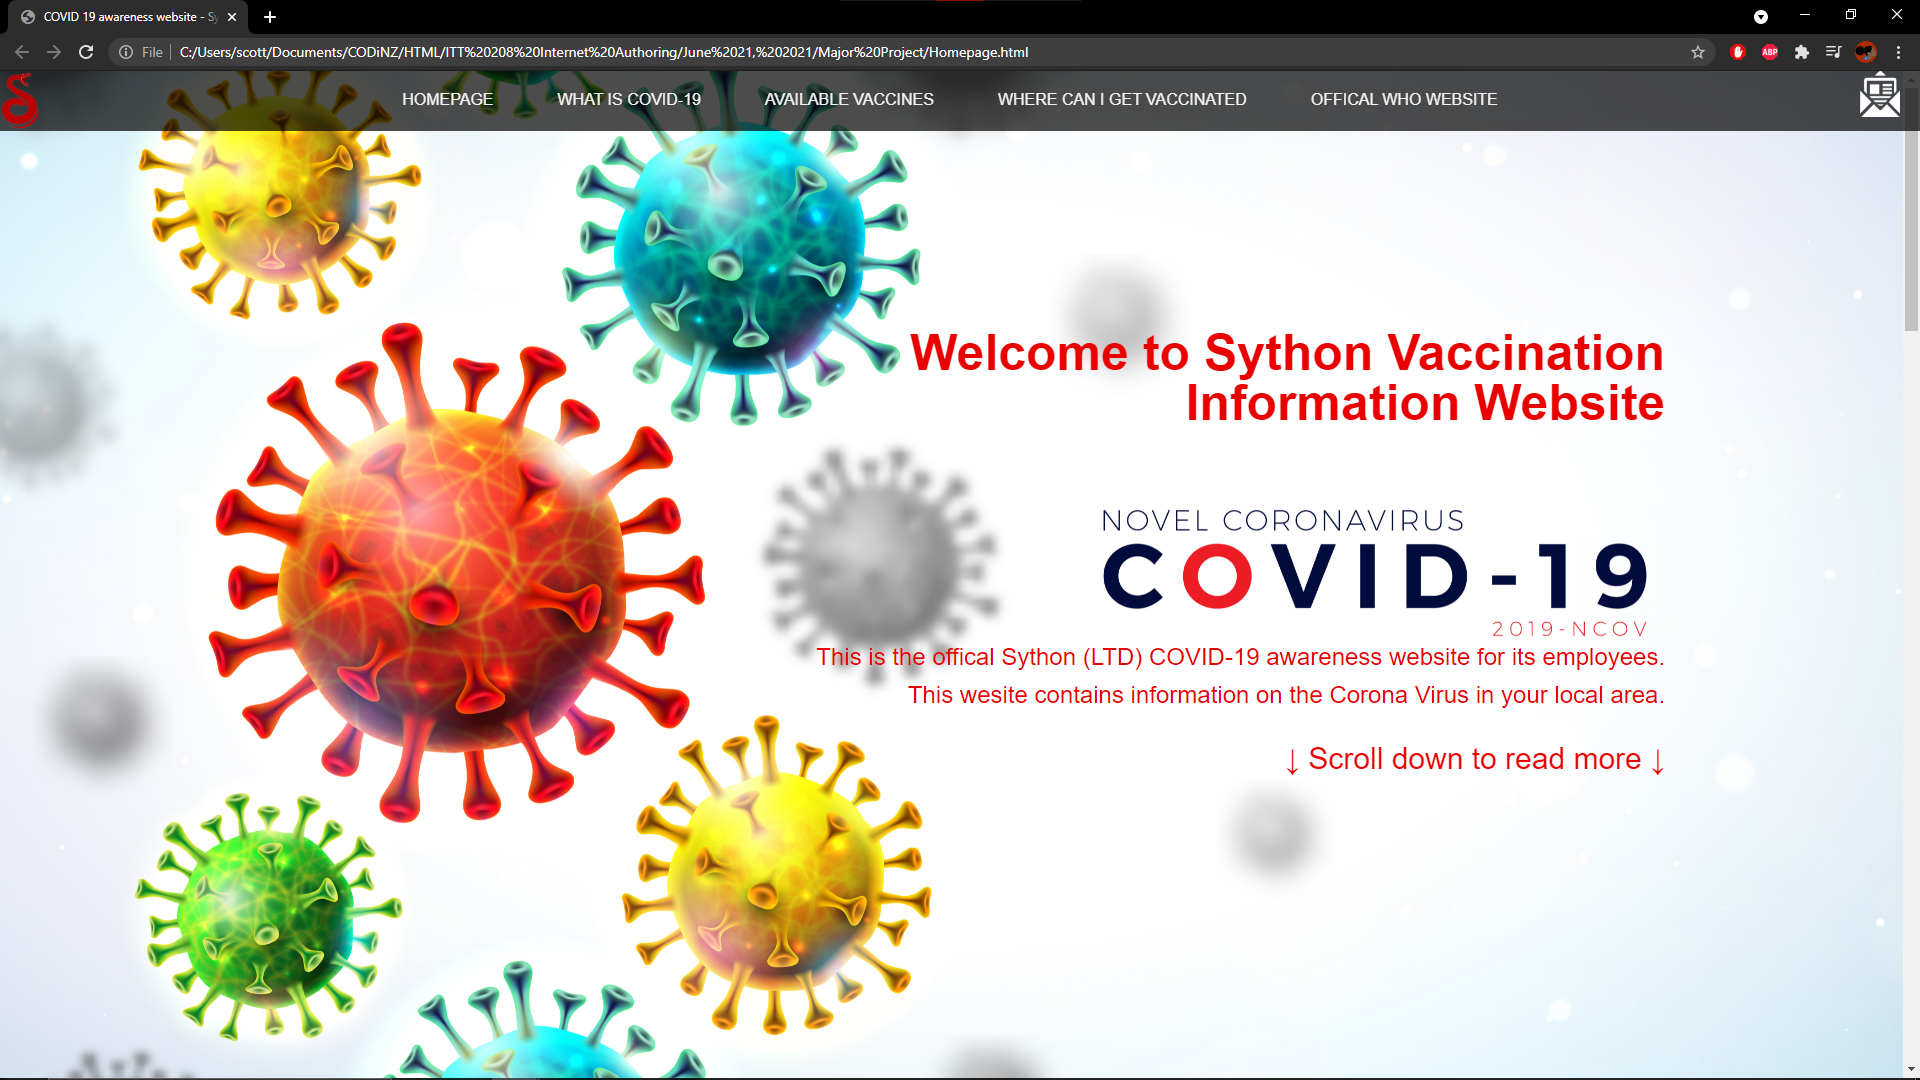 COVID 19 awareness website - Sy
File
C:/Users/scott/Documents/CODiNZ/HTML/ITT%20208%20Internet%20Authoring/June%2021,%202021/Major%20Project/Homepage.html
ABP
HOMEPAGE
WHAT IS COVID-19
AVAILABLE VACCINES
WHERE CAN I GET VACCINATED
OFFICAL WHO WEBSITE
Welcome to Sython Vaccination
Information Website
NOVEL CORONAVIRUS
COVID-19
2019-NCOV
This is the offical Sython (LTD) COVID-19 awareness website for its employees.
This wesite contains information on the Corona Virus in your local area.
↓ Scroll down to read more ↓